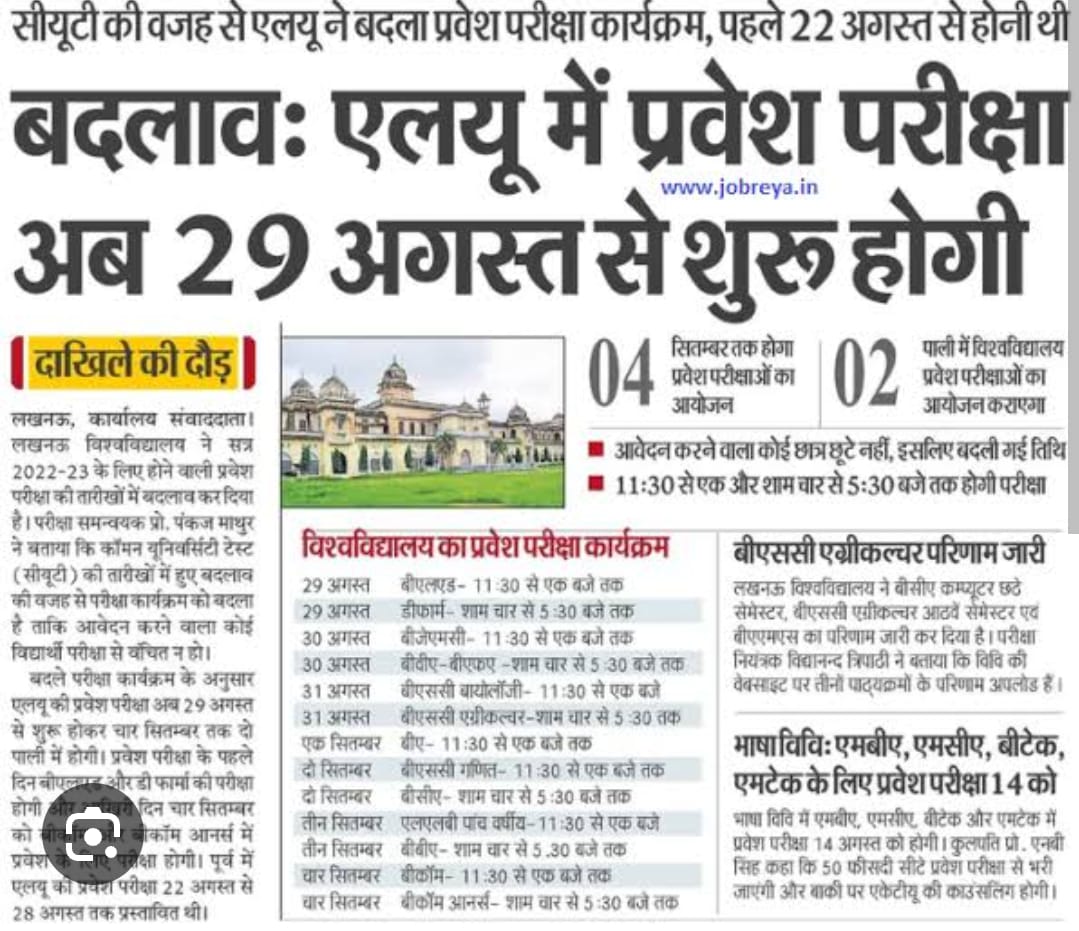 सीयूटी की वजह से एलयू ने बदला प्रवेश परीक्षा कार्यक्रम, पहले 22 अगस्त से होनी थी
बदलाव: एलयू में प्रवेश परीक्षा
www.jobreya.in
अब 29 अगस्त से शुरू होगी
दाखिले की दौड़
लखनऊ, कार्यालय संवाददाता।
लखनऊ विश्वविद्यालय ने सत्र
2022-23 के लिए होने वाली प्रवेश
परीक्षा की तारीखों में बदलाव कर दिया
है। परीक्षा समन्वयक प्रो. पंकज माथुर
ने बताया कि कॉमन यूनिवर्सिटी टेस्ट
(सीयूटी) की तारीखों में हुए बदलाव
की वजह से परीक्षा कार्यक्रम को बदला
है ताकि आवेदन करने वाला कोई
विद्यार्थी परीक्षा से वंचित न हो।
बदले परीक्षा कार्यक्रम के अनुसार
एलयू की प्रवेश परीक्षा अब 29 अगस्त
से शुरू होकर चार सितम्बर तक दो
पाली में होगी। प्रवेश परीक्षा के पहले
दिन बीएलएड और डी फार्मा की परीक्षा
होगी दिन चार सितम्बर
को बीकॉम आनर्स में
प्रवेश परीक्षा होगी। पूर्व में
एलयू की प्रवेश परीक्षा 22 अगस्त से
28 अगस्त तक प्रस्तावित थी।
04 सितम्बर तक होगा
प्रवेश परीक्षाओं का
आयोजन
02 पाली में विश्वविद्यालय
प्रवेश परीक्षाओं का
आयोजन कराएगा
आवेदन करने वाला कोई छात्र छूटे नहीं, इसलिए बदली गई तिथि
11:30 से एक और शाम चार से 5:30 बजे तक होगी परीक्षा
विश्वविद्यालय का प्रवेश परीक्षा कार्यक्रम
29 अगस्त बीएलएड- 11:30 से एक बजे तक
29 अगस्त डीफार्म- शाम चार से 5:30 बजे तक
30 अगस्त बीजेएमसी- 11:30 से एक बजे तक
30 अगस्त बीवीए-बीएफए -शाम चार से 5:30 बजे तक
31 अगस्त बीएससी बायोलॉजी- 11:30 से एक बजे
31 अगस्त बीएससी एग्रीकल्चर-शाम चार से 5:30 बजे तक
एक सितम्बर बीए- 11:30 से एक बजे तक
दो सितम्बर बीएससी गणित- 11:30 से एक बजे तक
दो सितम्बर बीसीए- शाम चार से 5:30 बजे तक
तीन सितम्बर एलएलबी पांच वर्षीय-11:30 से एक बजे
तीन सितम्बर बीबीए- शाम चार से 5.30 बजे तक
चार सितम्बर बीकॉम- 11:30 से एक बजे तक
चार सितम्बर बीकॉम आनर्स- शाम चार से 5:30 बजे तक
बीएससी एग्रीकल्चर परिणाम जारी
लखनऊ विश्वविद्यालय ने बीसीए कम्प्यूटर छठे
सेमेस्टर, बीएससी एग्रीकल्चर आठवें सेमेस्टर एवं
बीएएमएस का परिणाम जारी कर दिया है। परीक्षा
नियंत्रक विद्यानन्द त्रिपाठी ने बताया कि विवि की
वेबसाइट पर तीनों पाठ्यक्रमों के परिणाम अपलोड हैं।
भाषा विवि: एमबीए, एमसीए, बीटेक,
एमटेक के लिए प्रवेश परीक्षा 14 को
भाषा विवि में एमबीए, एमसीए, बीटेक और एमटेक में
प्रवेश परीक्षा 14 अगस्त को होगी। कुलपति प्रो. एनबी
सिंह कहा कि 50 फीसदी सीटे प्रवेश परीक्षा से भरी
जाएंगी और बाकी पर एकेटीयू की काउंसलिग होगी।